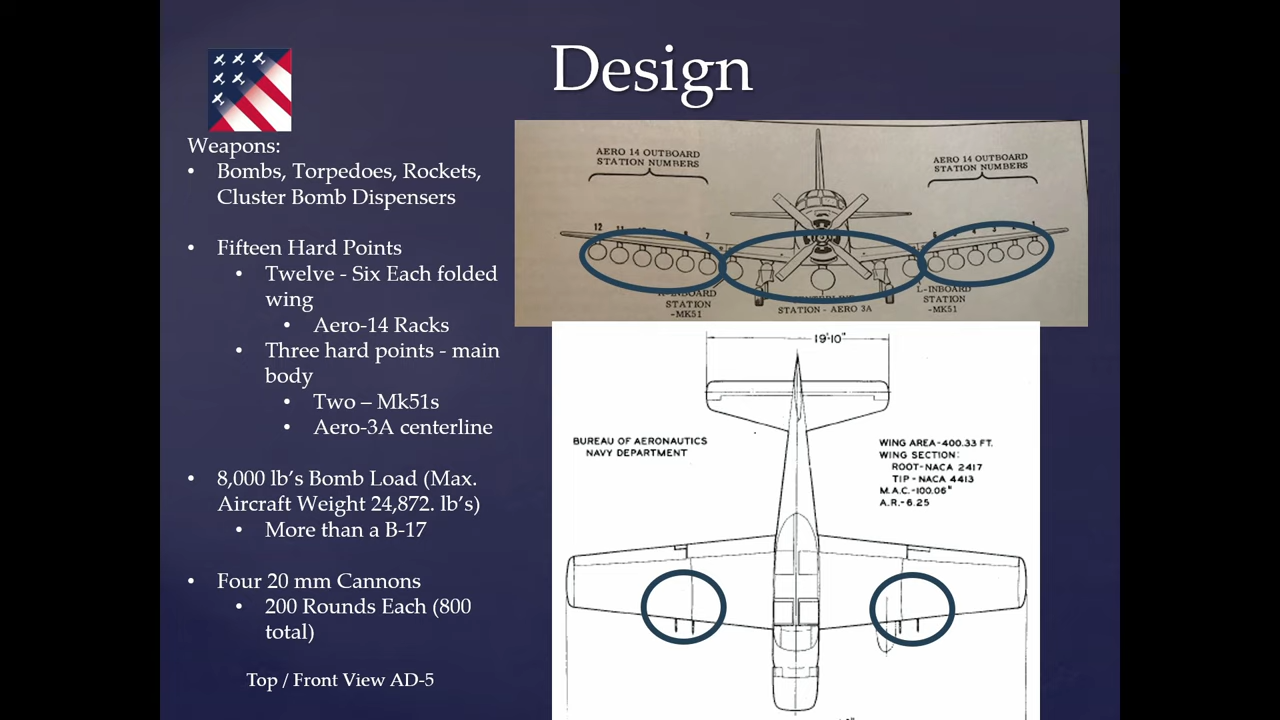 Design
Weapons:
• Bombs, Torpedoes, Rockets,
Cluster Bomb Dispensers
• Fifteen Hard Points
• Twelve - Six Each folded
wing
• Aero-14 Racks
• Three hard points - main
body
• Two – Mk51s
• Aero-3A centerline
• 8,000 lb’s Bomb Load (Max.
Aircraft Weight 24,872. lb’s)
• More than a B-17
• Four 20 mm Cannons
• 200 Rounds Each (800
total)
Top / Front View AD-5
AERO 14 OUTBOARD
STATION NUMBERS
AERO 14 OUTBOARD
STATION NUMBERS
12
7
1
STATION
-MK51
STATION - AERO 3A
L-INBOARD
STATION
-MK51
19'-10"
BUREAU OF AERONAUTICS
NAVY DEPARTMENT
WING AREA-400.33 FT.
WING SECTION:
ROOT-NACA 2417
TIP-NACA 4413
M.A.C.-100.06"
A.R.-6.25